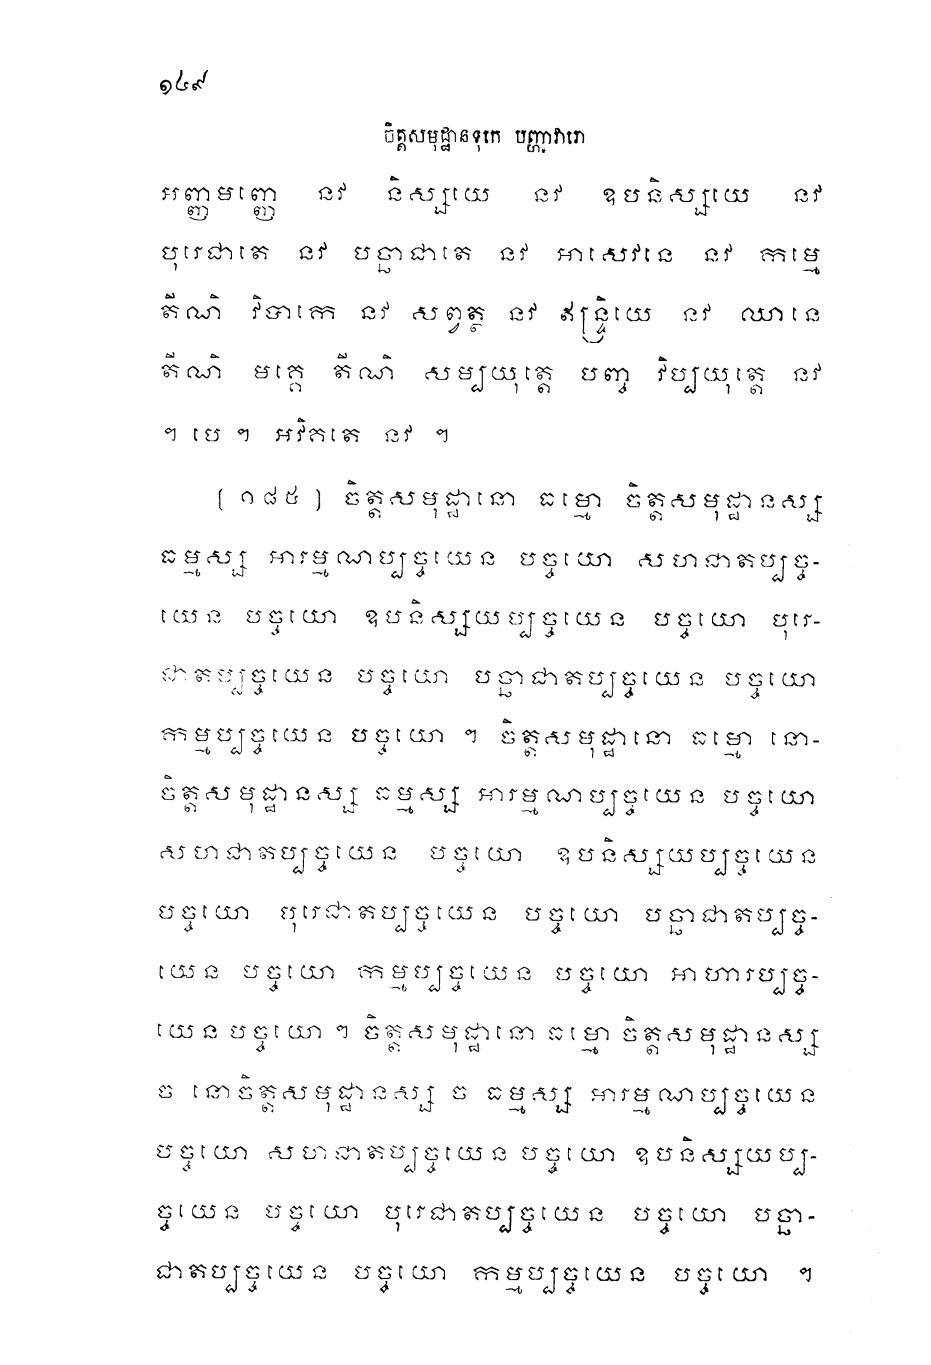 ១៤៩
ចិត្តសមុដ្ឋានទុកេ បញ្ហាវារោ
អញ្ញមញ្ញេ នវ និស្សយេ នវ ឧបនិស្សយេ នវ
បុរេជាតេ នវ បច្ឆាជាតេ នវ អាសេវនេ នវ កម្មេ
តីណិ វិបាកេ នវ សព្វត្ថ នវ ឥន្ទ្រិយេ នវ ឈានេ
តីណិ មគ្គេ តីណិ សម្បយុត្តេ បញ្ច វិប្បយុត្តេ នវ
។ បេ ។ អវិគតេ នវ ។
[ ១៨៥ ] ចិត្តសមុដ្ឋានោ ធម្មោ ចិត្តសមុដ្ឋានស្ស
ធម្មស្ស អារម្មណប្បច្ចយេន បច្ចយោ សហជាតប្បច្ច-
យេន បច្ចយោ ឧបនិស្សយប្បច្ចយេន បច្ចយោ បុរេ-
ជាតប្បច្ចយេន បច្ចយោ បច្ឆាជាតប្បច្ចយេន បច្ចយោ
កម្មប្បច្ចយេន បច្ចយោ ។ ចិត្តសមុដ្ឋានោ ធម្មោ នោ-
ចិត្តសមុដ្ឋានស្ស ធម្មស្ស អារម្មណប្បច្ចយេន បច្ចយោ
សហជាតប្បច្ចយេន បច្ចយោ ឧបនិស្សយប្បច្ចយេន
បច្ចយោ បុរេជាតប្បច្ចយេន បច្ចយោ បច្ឆាជាតប្បច្ច-
យេន បច្ចយោ កម្មប្បច្ចយេន បច្ចយោ អាហារប្បច្ច-
យេន បច្ចយោ ។ ចិត្តសមុដ្ឋានោ ធម្មោ ចិត្តសមុដ្ឋានស្ស
ច នោចិត្តសមុដ្ឋានស្ស ច ធម្មស្ស អារម្មណប្បច្ចយេន
បច្ចយោ សហជាតប្បច្ចយេន បច្ចយោ ឧបនិស្សយប្ប-
ច្ចយេន បច្ចយោ បុរេជាតប្បច្ចយេន បច្ចយោ បច្ឆា-
ជាតប្បច្ចយេន បច្ចយោ កម្មប្បច្ចយេន បច្ចយោ ។